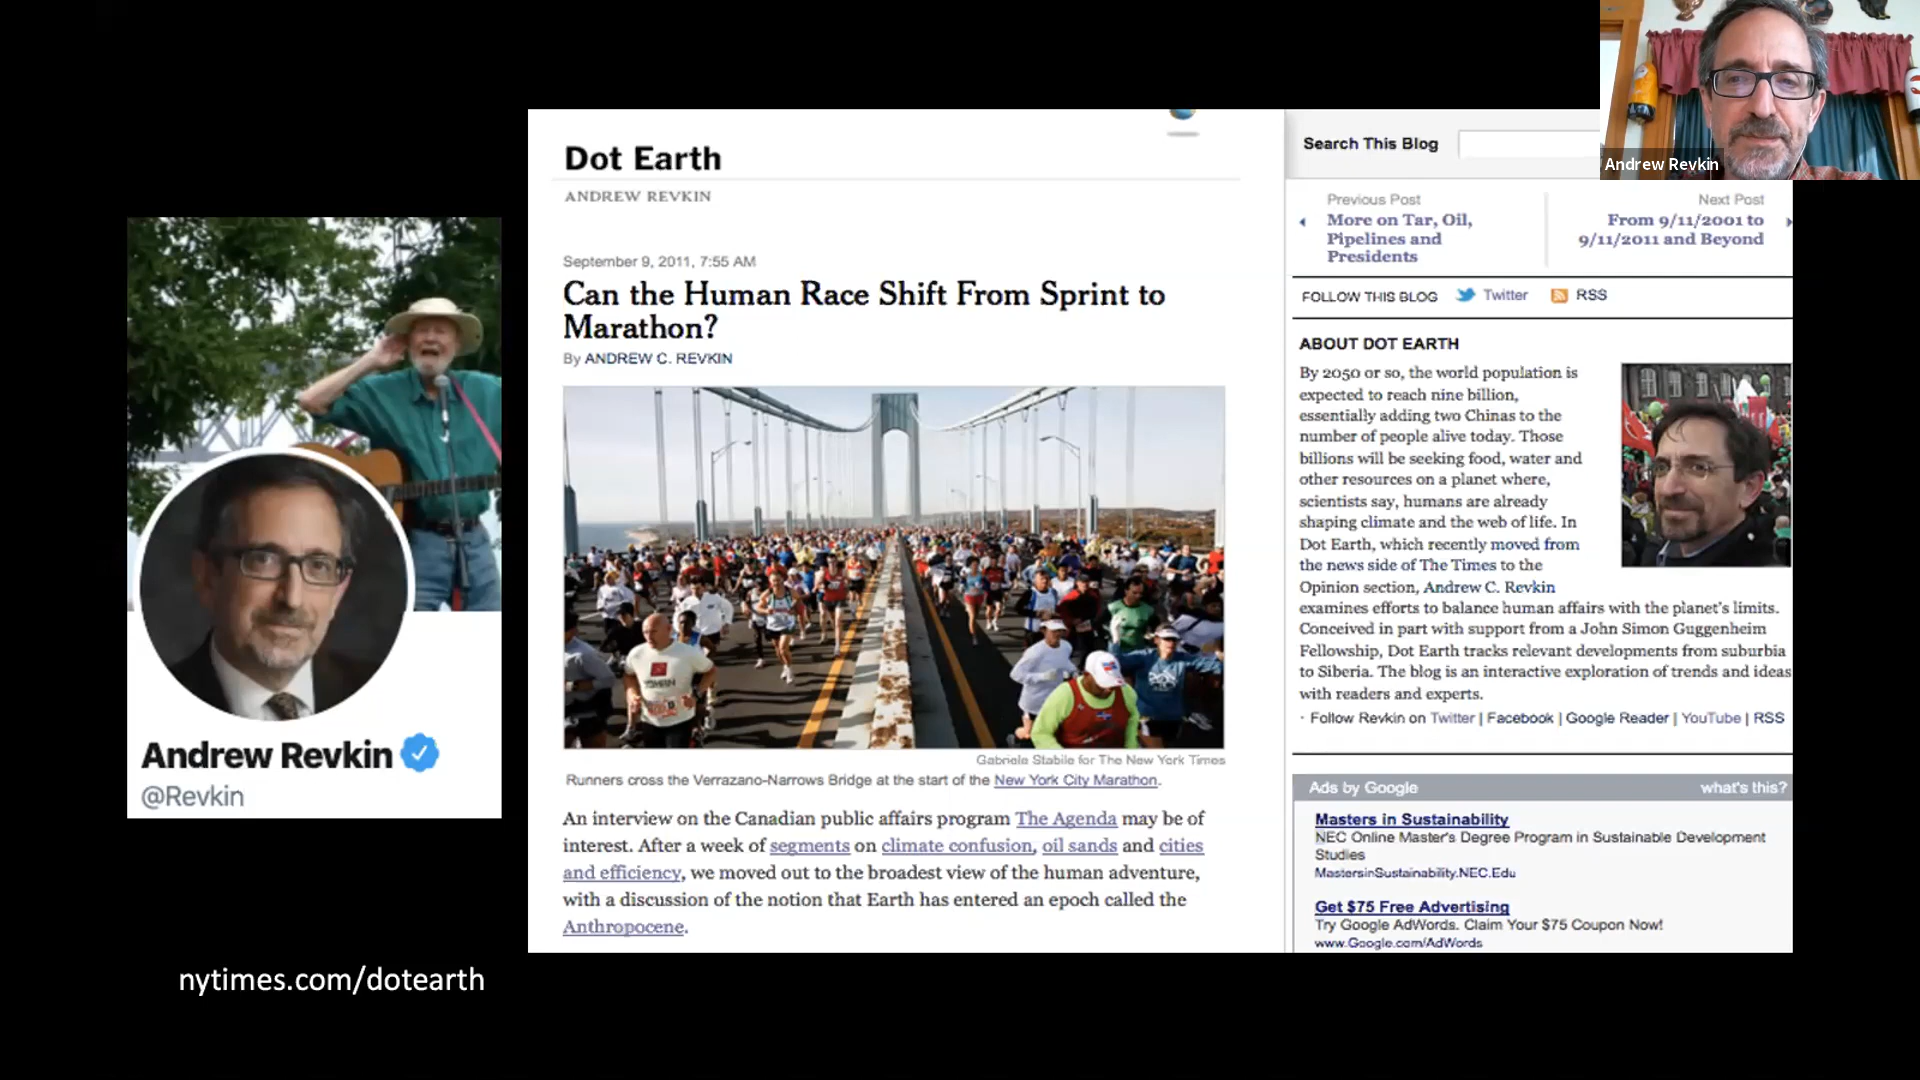 Andrew Revkin
Andrew Revkin
@Revkin
nytimes.com/dotearth
Dot Earth
ANDREW REVKIN
September 9, 2011, 7:55 AM
Can the Human Race Shift From Sprint to
Marathon?
By ANDREW C. REVKIN
Gabriele Stabile for The New York Times
Runners cross the Verrazano-Narrows Bridge at the start of the New York City Marathon.
An interview on the Canadian public affairs program The Agenda may be of
interest. After a week of segments on climate confusion, oil sands and cities
and efficiency, we moved out to the broadest view of the human adventure,
with a discussion of the notion that Earth has entered an epoch called the
Anthropocene.
Search This Blog
Previous Post
More on Tar, Oil,
Pipelines and
Presidents
Next Post
From 9/11/2001 to
9/11/2011 and Beyond
FOLLOW THIS BLOG Twitter RSS
ABOUT DOT EARTH
By 2050 or so, the world population is
expected to reach nine billion,
essentially adding two Chinas to the
number of people alive today. Those
billions will be seeking food, water and
other resources on a planet where,
scientists say, humans are already
shaping climate and the web of life. In
Dot Earth, which recently moved from
the news side of The Times to the
Opinion section, Andrew C. Revkin
examines efforts to balance human affairs with the planet's limits.
Conceived in part with support from a John Simon Guggenheim
Fellowship, Dot Earth tracks relevant developments from suburbia
to Siberia. The blog is an interactive exploration of trends and ideas
with readers and experts.
· Follow Revkin on Twitter | Facebook | Google Reader | YouTube | RSS
Ads by Google what's this?
Masters in Sustainability
NEC Online Master's Degree Program in Sustainable Development
Studies
MastersinSustainability.NEC.Edu
Get $75 Free Advertising
Try Google AdWords. Claim Your $75 Coupon Now!
www.Google.com/AdWords